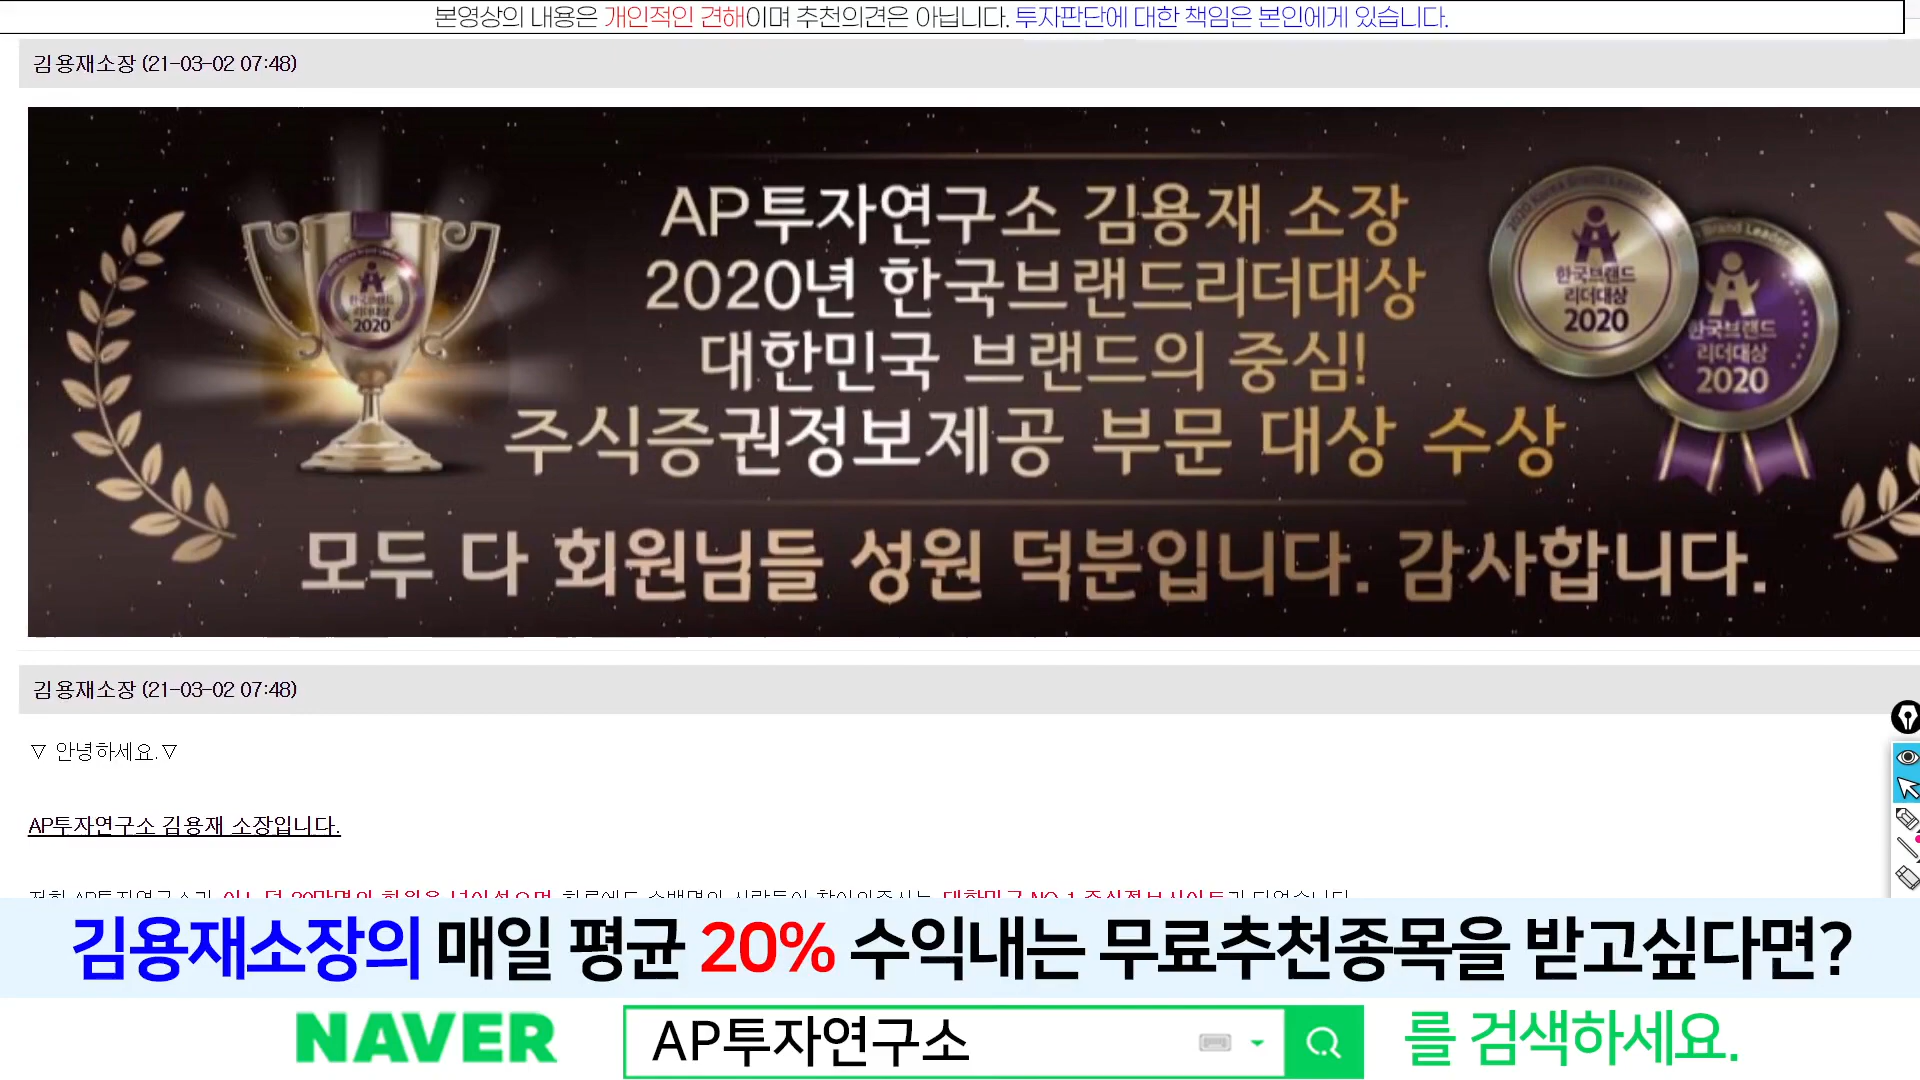 본영상의 내용은 개인적인 견해이며 추천의견은 아닙니다. 투자판단에 대한 책임은 본인에게 있습니다.
김용재소장 (21-03-02 07:48)
AP투자연구소 김용재 소장
2020년 한국브랜드리더대상
대한민국 브랜드의 중심!
주식증권정보제공 부문 대상 수상
모두 다 회원님들 성원 덕분입니다. 감사합니다.
한국브랜드
리더대상
2020
한국브랜드
리더대상
2020
한국브랜드
리더대상
2020
김용재소장 (21-03-02 07:48)
▽ 안녕하세요.▽
AP투자연구소 김용재 소장입니다.
김용재소장의 매일 평균 20% 수익내는 무료추천종목을 받고싶다면?
NAVER AP투자연구소 를 검색하세요.